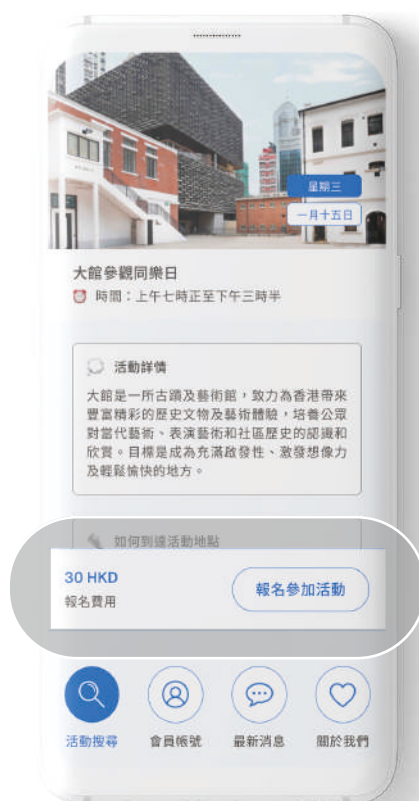 星期三
一月十五日
大館參觀同樂日
時間：上午七時正至下午三時半
活動詳情
大館是一所古蹟及藝術館，致力為香港帶來
豐富精彩的歷史文物及藝術體驗，培養公眾
對當代藝術、表演藝術和社區歷史的認識和
欣賞。目標是成為充滿啟發性、激發想像力
及輕鬆愉快的地方。
如何到達活動地點
30 HKD
報名費用
報名參加活動
活動搜尋
會員帳號
最新消息
關於我們